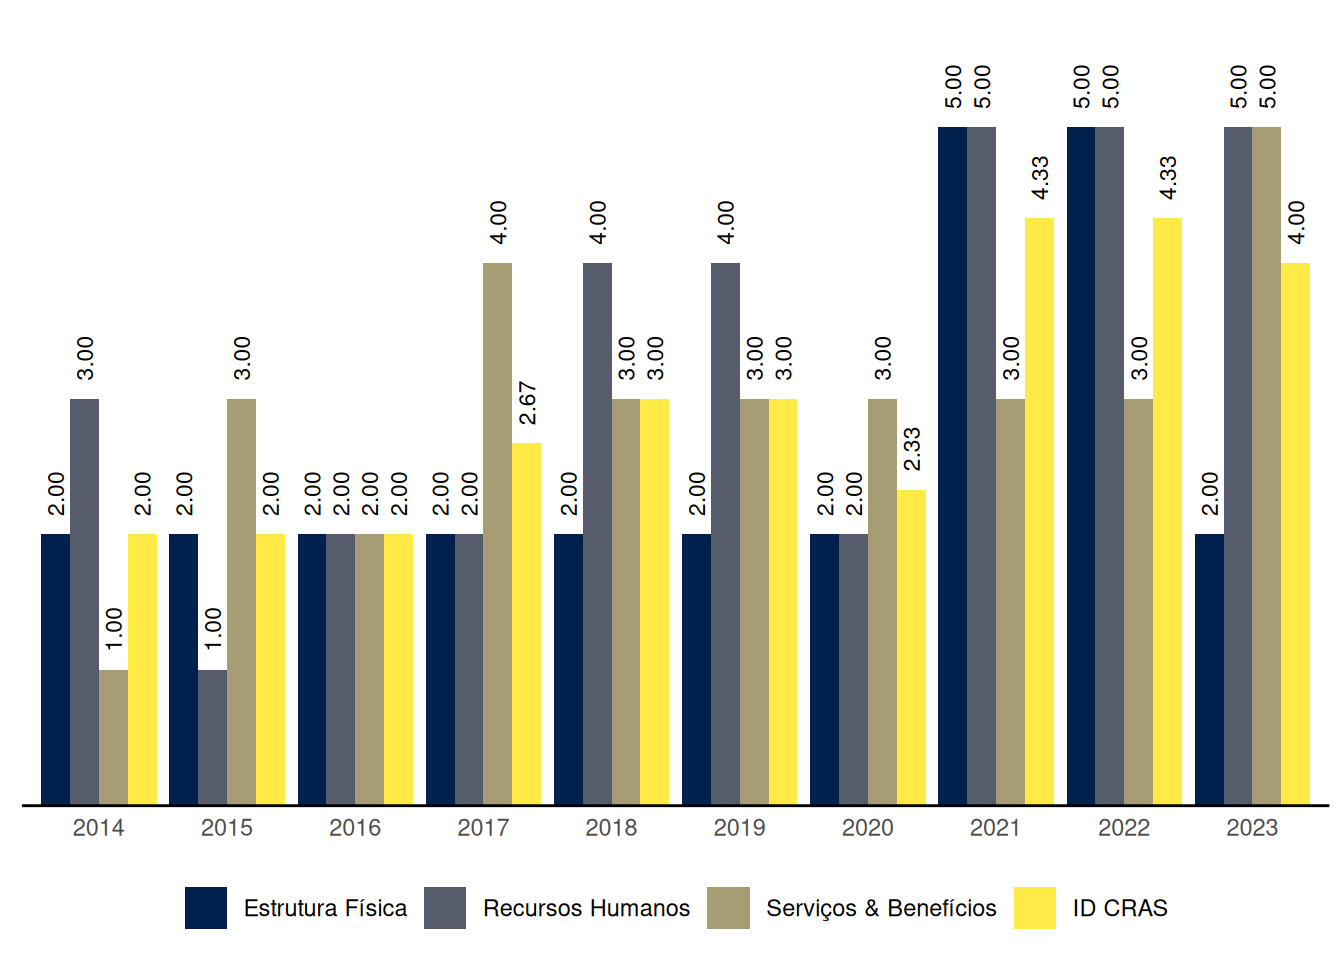 2.00 3.00 1.00 2.00 2.00 1.00 3.00 2.00 2.00 2.00 2.00 2.00 2.00 2.00 4.00 2.67 2.00 4.00 3.00 3.00 2.00 4.00 3.00 3.00 2.00 2.00 3.00 2.33 5.00 5.00 3.00 4.33 5.00 5.00 3.00 4.33 2.00 5.00 5.00 4.00
2014 2015 2016 2017 2018 2019 2020 2021 2022 2023
Estrutura Física Recursos Humanos Serviços & Benefícios ID CRAS